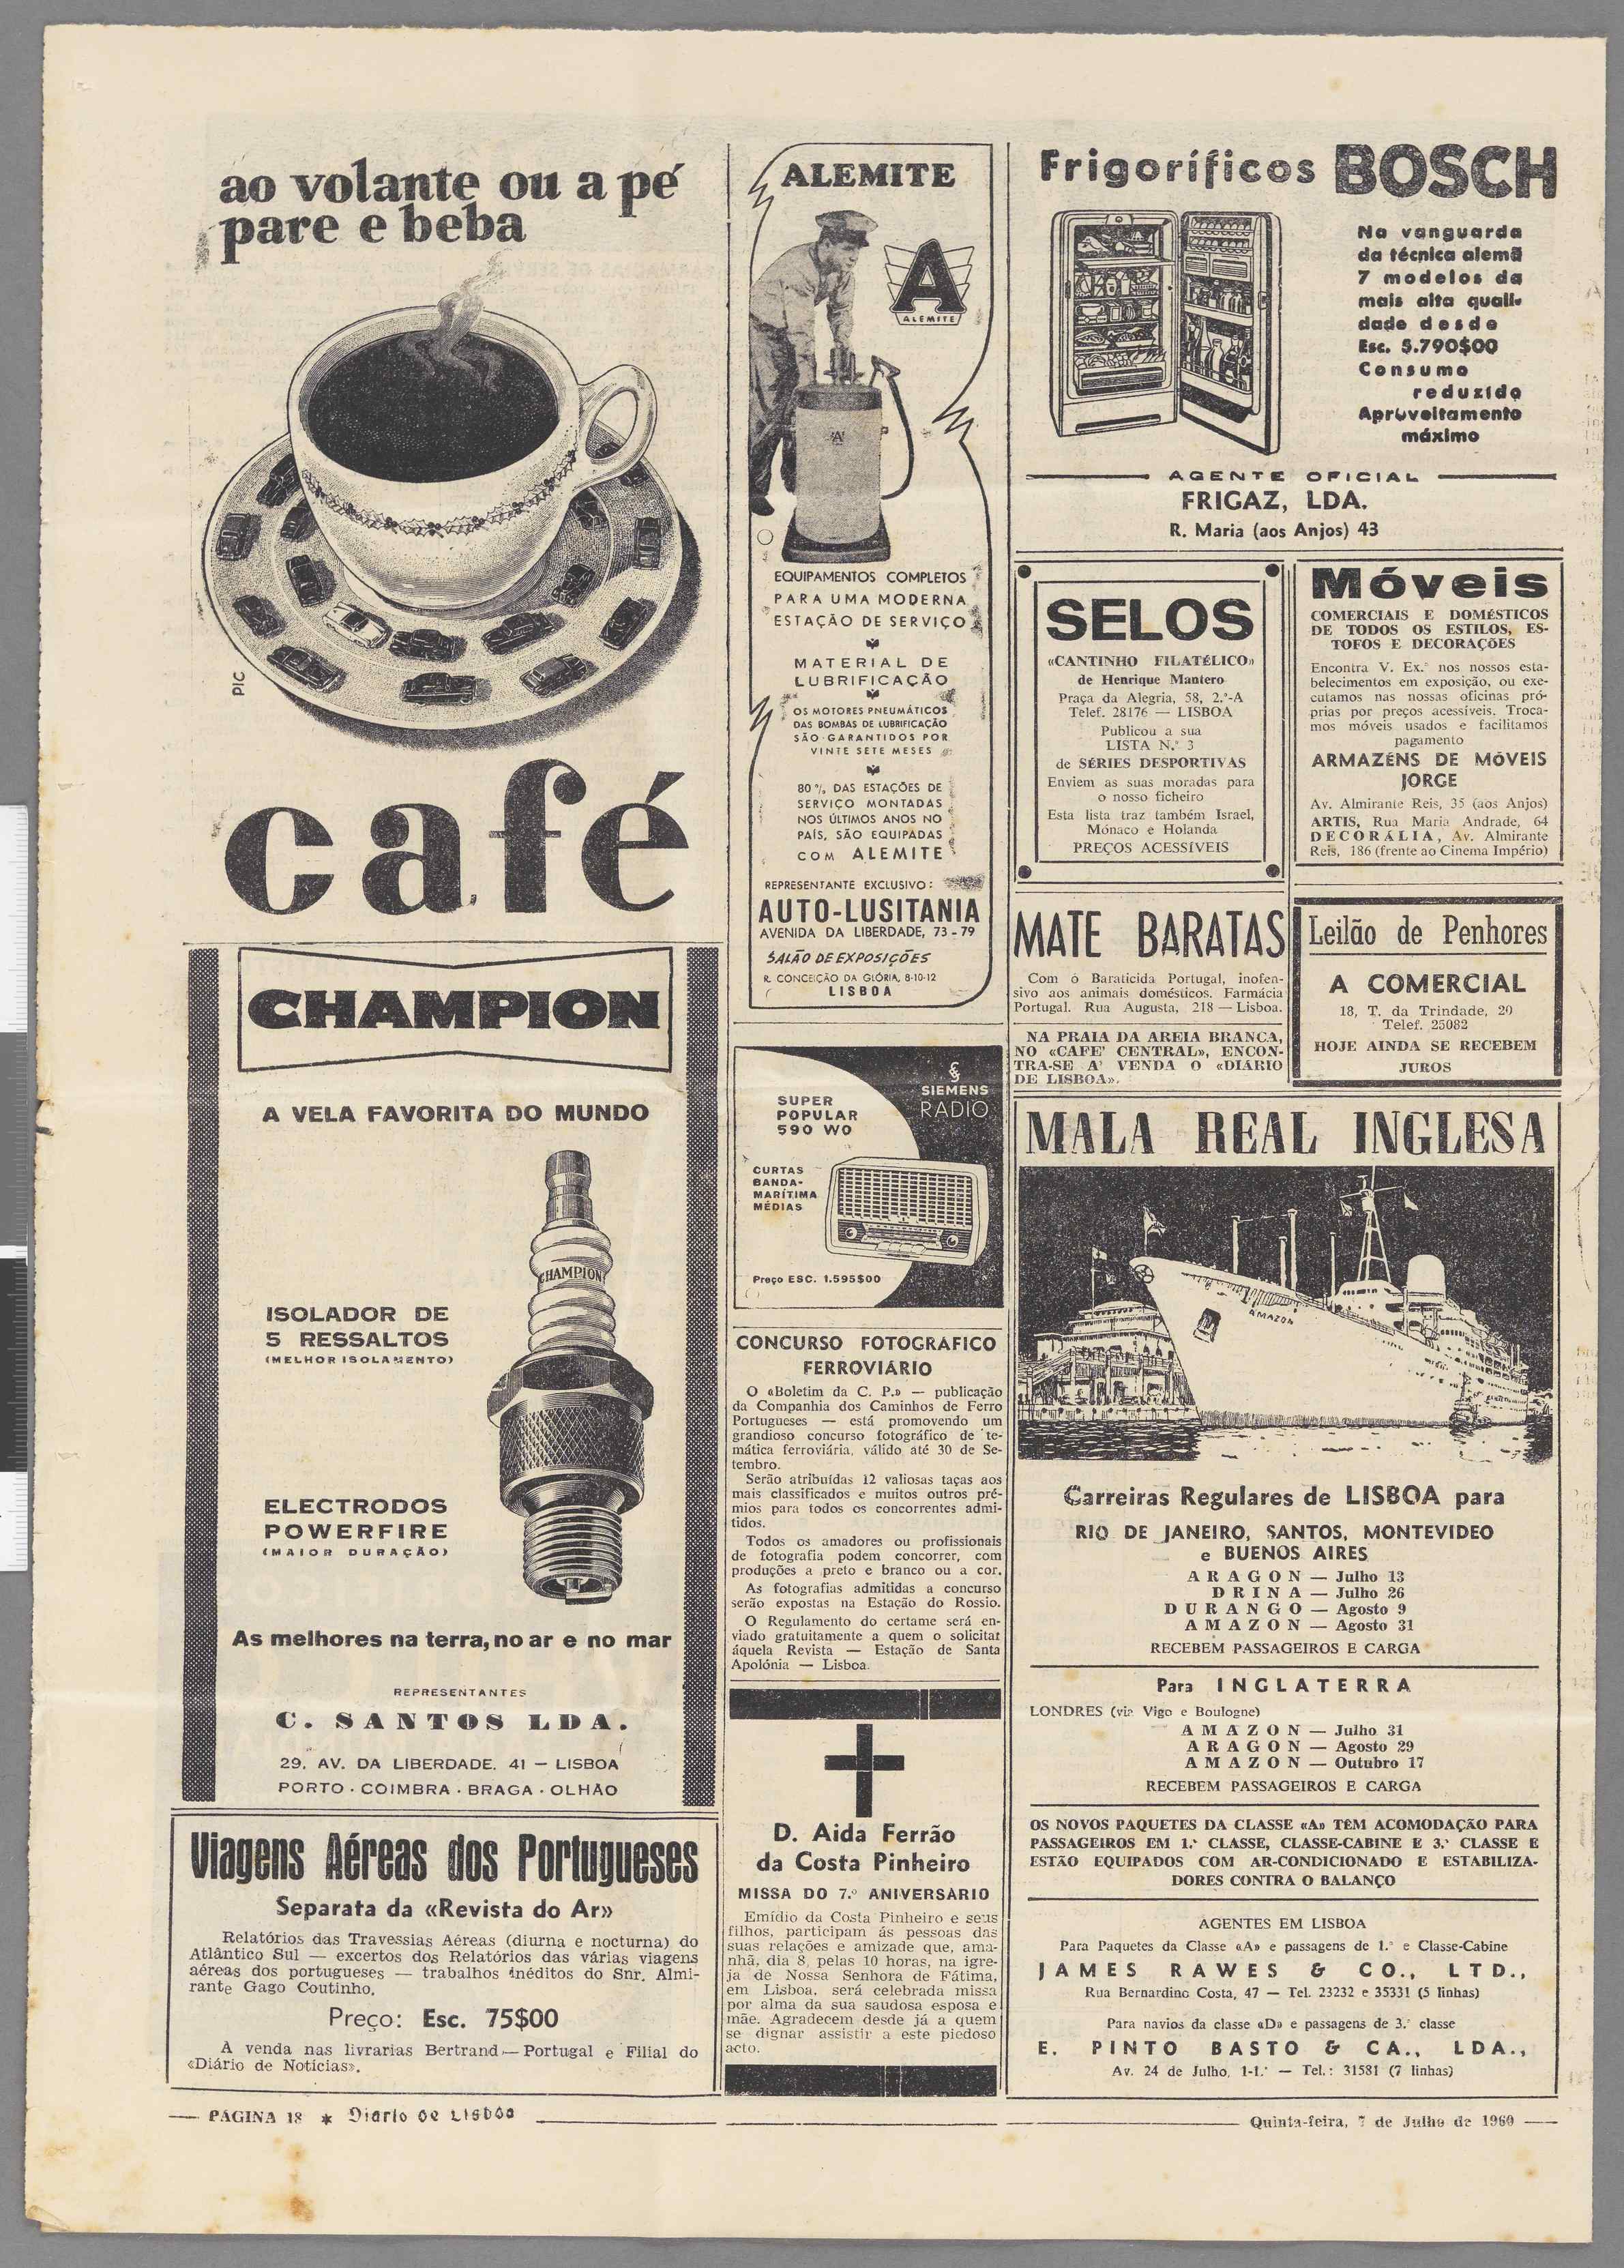 ao volante ou a pé
pare e beba
PIC
café
CHAMPION
A VELA FAVORITA DO MUNDO
CHAMPION
ISOLADOR DE
5 RESSALTOS
(MELHOR ISOLAMENTO)
ELECTRODOS
POWERFIRE
(MAIOR DURAÇÃO)
As melhores na terra, no ar e no mar
REPRESENTANTES
C. SANTOS LDA.
29, AV. DA LIBERDADE, 41 — LISBOA
PORTO · COIMBRA · BRAGA · OLHÃO
Viagens Aéreas dos Portugueses
Separata da «Revista do Ar»
Relatórios das Travessias Aéreas (diurna e nocturna) do
Atlântico Sul — excertos dos Relatórios das várias viagens
aéreas dos portugueses — trabalhos inéditos do Snr. Almi-
rante Gago Coutinho.
Preço: Esc. 75$00
À venda nas livrarias Bertrand — Portugal e Filial do
«Diário de Notícias».
ALEMITE
A
ALEMITE
EQUIPAMENTOS COMPLETOS
PARA UMA MODERNA
ESTAÇÃO DE SERVIÇO
MATERIAL DE
LUBRIFICAÇÃO
OS MOTORES PNEUMÁTICOS
DAS BOMBAS DE LUBRIFICAÇÃO
SÃO GARANTIDOS POR
VINTE SETE MESES
80 % DAS ESTAÇÕES DE
SERVIÇO MONTADAS
NOS ÚLTIMOS ANOS NO
PAÍS, SÃO EQUIPADAS
COM ALEMITE
REPRESENTANTE EXCLUSIVO:
AUTO-LUSITANIA
AVENIDA DA LIBERDADE, 73-79
SALÃO DE EXPOSIÇÕES
R. CONCEIÇÃO DA GLÓRIA, 8-10-12
LISBOA
SIEMENS
RADIO
SUPER
POPULAR
590 WO
CURTAS
BANDA-
MARÍTIMA
MÉDIAS
Preço ESC. 1.595$00
CONCURSO FOTOGRAFICO
FERROVIÁRIO
O «Boletim da C. P.» — publicação
da Companhia dos Caminhos de Ferro
Portugueses — está promovendo um
grandioso concurso fotográfico de te-
mática ferroviária, válido até 30 de Se-
tembro.
Serão atribuídas 12 valiosas taças aos
mais classificados e muitos outros pré-
mios para todos os concorrentes admi-
tidos.
Todos os amadores ou profissionais
de fotografia podem concorrer, com
produções a preto e branco ou a cor.
As fotografias admitidas a concurso
serão expostas na Estação do Rossio.
O Regulamento do certame será en-
viado gratuitamente a quem o solicitar
àquela Revista — Estação de Santa
Apolónia — Lisboa.
D. Aida Ferrão
da Costa Pinheiro
MISSA DO 7.º ANIVERSÁRIO
Emídio da Costa Pinheiro e seus
filhos, participam ás pessoas das
suas relações e amizade que, ama-
nhã, dia 8, pelas 10 horas, na igre-
ja de Nossa Senhora de Fátima,
em Lisboa, será celebrada missa
por alma da sua saudosa esposa e
mãe. Agradecem desde já a quem
se dignar assistir a este piedoso
acto.
Frigoríficos BOSCH
Na vanguarda
da técnica alemã
7 modelos da
mais alta quali-
dade desde
Esc. 5.790$00
Consumo
reduzido
Aproveitamento
máximo
AGENTE OFICIAL
FRIGAZ, LDA.
R. Maria (aos Anjos) 43
SELOS
«CANTINHO FILATÉLICO»
de Henrique Mantero
Praça da Alegria, 58, 2.º-A
Telef. 28176 — LISBOA
Publicou a sua
LISTA N.º 3
de SÉRIES DESPORTIVAS
Enviem as suas moradas para
o nosso ficheiro
Esta lista traz também Israel,
Mónaco e Holanda
PREÇOS ACESSÍVEIS
Móveis
COMERCIAIS E DOMÉSTICOS
DE TODOS OS ESTILOS, ES-
TOFOS E DECORAÇÕES
Encontra V. Ex.ª nos nossos esta-
belecimentos em exposição, ou exe-
cutamos nas nossas oficinas pró-
prias por preços acessíveis. Troca-
mos móveis usados e facilitamos
pagamento
ARMAZÉNS DE MÓVEIS
JORGE
Av. Almirante Reis, 35 (aos Anjos)
ARTIS, Rua Maria Andrade, 64
DECORÁLIA, Av. Almirante
Reis, 186 (frente ao Cinema Império)
MATE BARATAS
Com o Baraticida Portugal, inofen-
sivo aos animais domésticos. Farmácia
Portugal. Rua Augusta, 218 — Lisboa.
NA PRAIA DA AREIA BRANCA,
NO «CAFE' CENTRAL», ENCON-
TRA-SE A' VENDA O «DIÁRIO
DE LISBOA».
Leilão de Penhores
A COMERCIAL
18, T. da Trindade, 20
Telef. 25082
HOJE AINDA SE RECEBEM
JUROS
MALA REAL INGLESA
AMAZON
Carreiras Regulares de LISBOA para
RIO DE JANEIRO, SANTOS, MONTEVIDEO
e BUENOS AIRES
ARAGON — Julho 13
DRINA — Julho 26
DURANGO — Agosto 9
AMAZON — Agosto 31
RECEBEM PASSAGEIROS E CARGA
Para INGLATERRA
LONDRES (via Vigo e Boulogne)
AMAZON — Julho 31
ARAGON — Agosto 29
AMAZON — Outubro 17
RECEBEM PASSAGEIROS E CARGA
OS NOVOS PAQUETES DA CLASSE «A» TÊM ACOMODAÇÃO PARA
PASSAGEIROS EM 1.ª CLASSE, CLASSE-CABINE E 3.ª CLASSE E
ESTÃO EQUIPADOS COM AR-CONDICIONADO E ESTABILIZA-
DORES CONTRA O BALANÇO
AGENTES EM LISBOA
Para Paquetes da Classe «A» e passagens de 1.ª e Classe-Cabine
JAMES RAWES & CO., LTD.,
Rua Bernardino Costa, 47 — Tel. 23232 e 35331 (5 linhas)
Para navios da classe «D» e passagens de 3.ª classe
E. PINTO BASTO & CA., LDA.,
Av. 24 de Julho, 1-1.º — Tel.: 31581 (7 linhas)
PÁGINA 18 * Diário de Lisboa
Quinta-feira, 7 de Julho de 1960